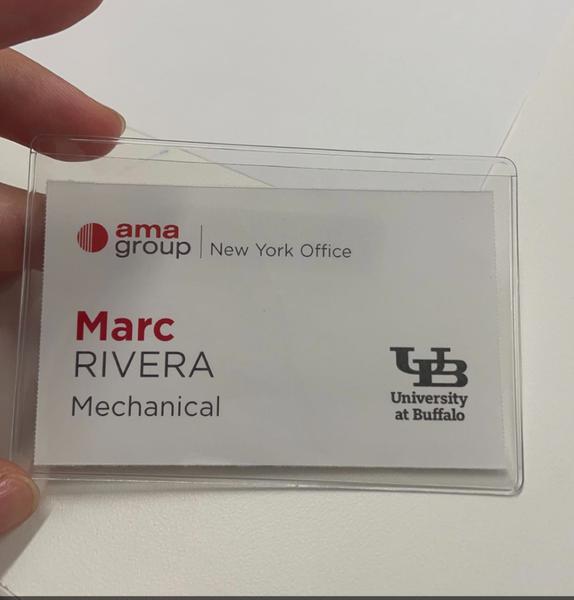 ama
group | New York Office
Marc
RIVERA
Mechanical
UB
University
at Buffalo